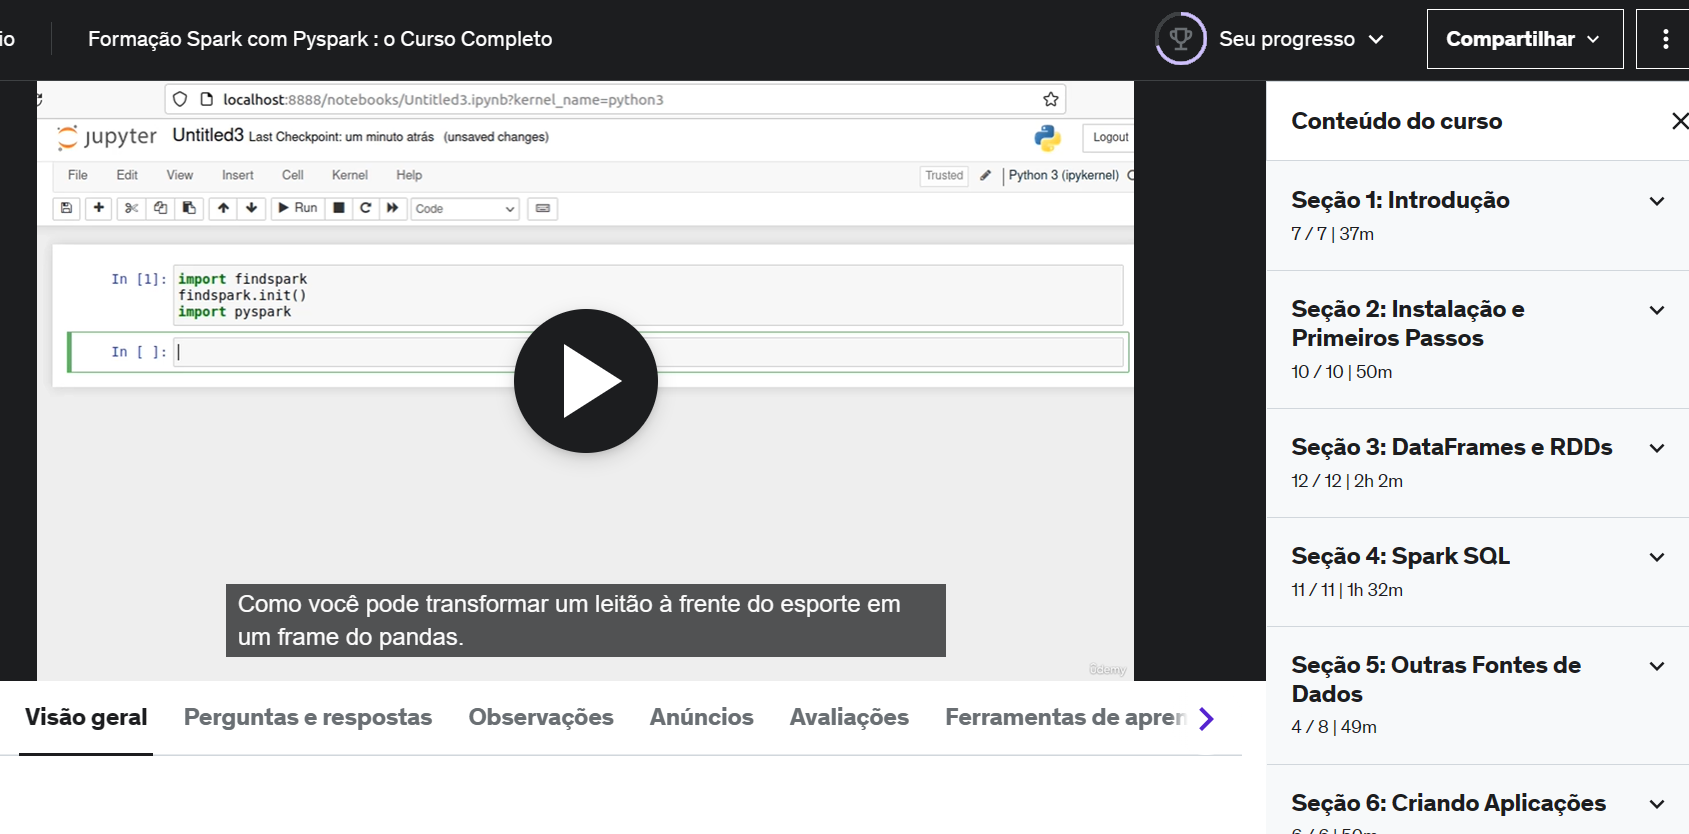 io
Formação Spark com Pyspark : o Curso Completo
Seu progresso
Compartilhar
localhost:8888/notebooks/Untitled3.ipynb?kernel_name=python3
jupyter Untitled3 Last Checkpoint: um minuto atrás (unsaved changes)
Logout
File Edit View Insert Cell Kernel Help
Trusted
Python 3 (ipykernel)
Run
Code
In [1]: import findspark
findspark.init()
import pyspark
In [ ]:
Como você pode transformar um leitão à frente do esporte em
um frame do pandas.
ûdemy
Visão geral
Perguntas e respostas
Observações
Anúncios
Avaliações
Ferramentas de apren
Conteúdo do curso
Seção 1: Introdução
7 / 7 | 37m
Seção 2: Instalação e
Primeiros Passos
10 / 10 | 50m
Seção 3: DataFrames e RDDs
12 / 12 | 2h 2m
Seção 4: Spark SQL
11 / 11 | 1h 32m
Seção 5: Outras Fontes de
Dados
4 / 8 | 49m
Seção 6: Criando Aplicações
6 / 6 | 50m